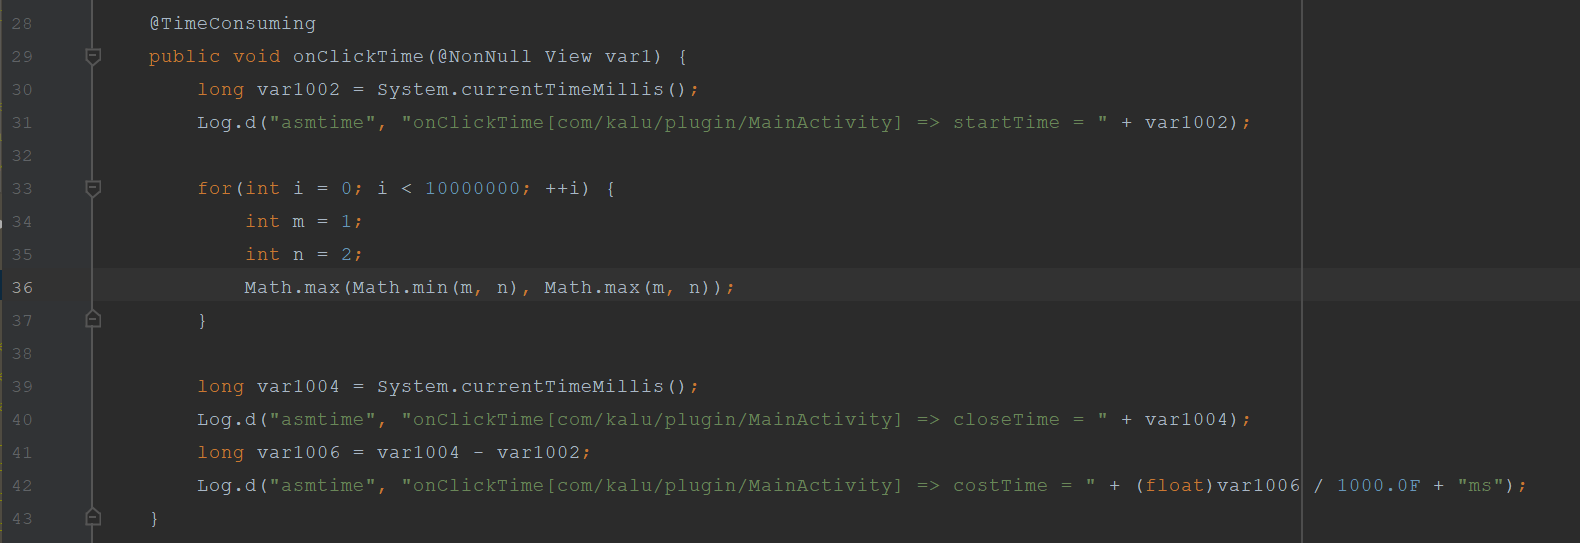 28 @TimeConsuming
29 public void onClickTime(@NonNull View var1) {
30 long var1002 = System.currentTimeMillis();
31 Log.d("asmtime", "onClickTime[com/kalu/plugin/MainActivity] => startTime = " + var1002);
32
33 for(int i = 0; i < 10000000; ++i) {
34 int m = 1;
35 int n = 2;
36 Math.max(Math.min(m, n), Math.max(m, n));
37 }
38
39 long var1004 = System.currentTimeMillis();
40 Log.d("asmtime", "onClickTime[com/kalu/plugin/MainActivity] => closeTime = " + var1004);
41 long var1006 = var1004 - var1002;
42 Log.d("asmtime", "onClickTime[com/kalu/plugin/MainActivity] => costTime = " + (float)var1006 / 1000.0F + "ms");
43 }